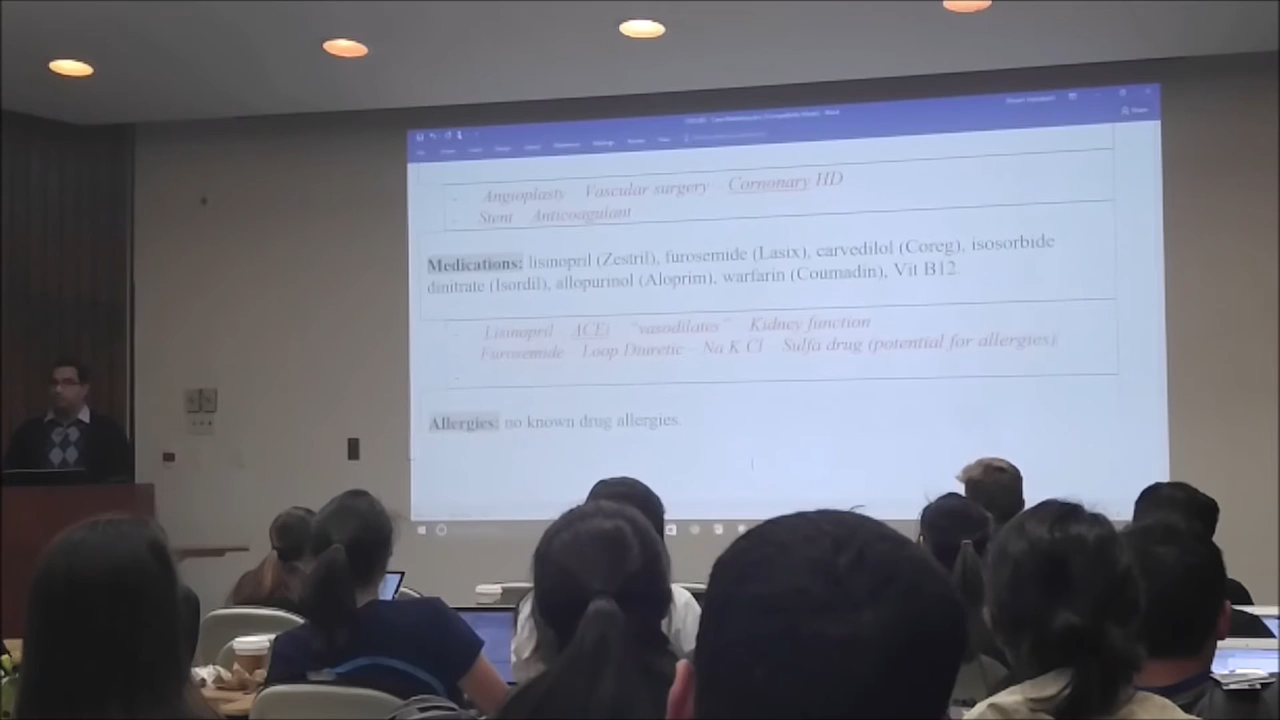 - Angioplasty Vascular surgery Cornonary HD
- Stent Anticoagulant
Medications: lisinopril (Zestril), furosemide (Lasix), carvedilol (Coreg), isosorbide
dinitrate (Isordil), allopurinol (Aloprim), warfarin (Coumadin), Vit B12.
- Lisinopril ACEi "vasodilates" Kidney function
- Furosemide Loop Diuretic – Na K Cl Sulfa drug (potential for allergies)
-
Allergies: no known drug allergies.